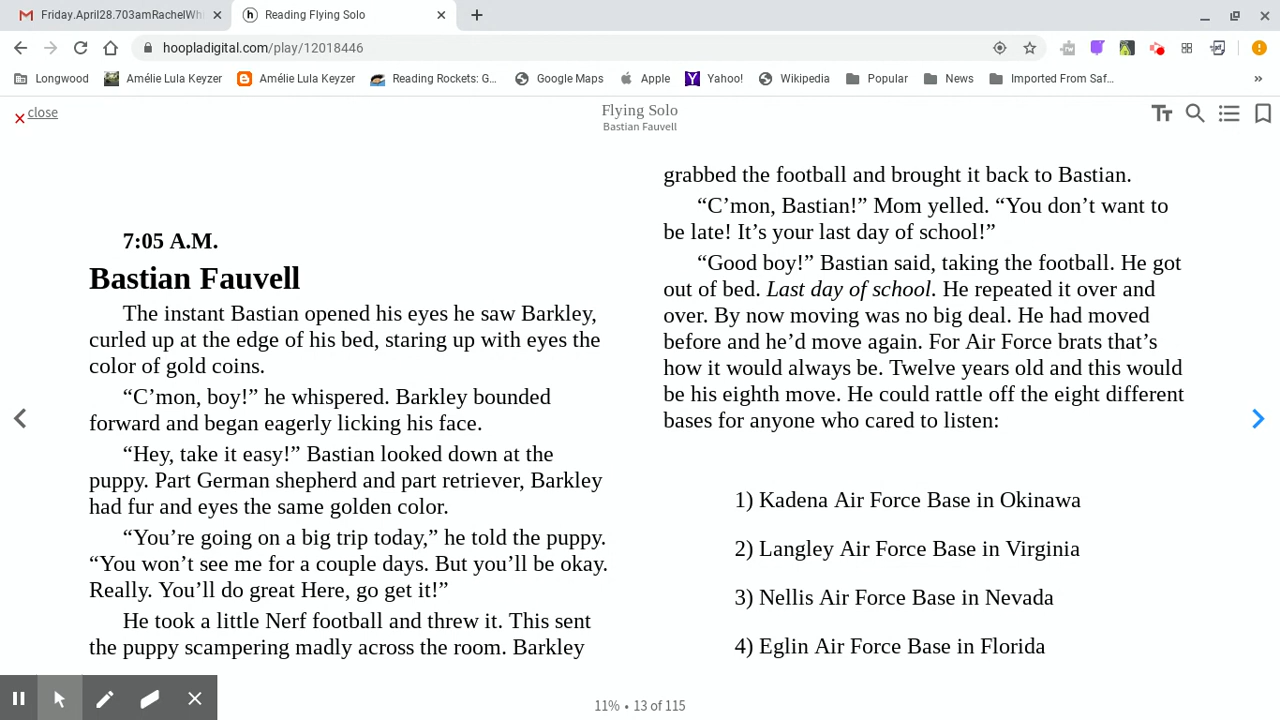 Friday.April28.703amRachelWh
Reading Flying Solo
hoopladigital.com/play/12018446
Longwood
Amélie Lula Keyzer
Amélie Lula Keyzer
Reading Rockets: G...
Google Maps
Apple
Yahoo!
Wikipedia
Popular
News
Imported From Saf...
close
Flying Solo
Bastian Fauvell
7:05 A.M.
Bastian Fauvell
The instant Bastian opened his eyes he saw Barkley,
curled up at the edge of his bed, staring up with eyes the
color of gold coins.
“C’mon, boy!” he whispered. Barkley bounded
forward and began eagerly licking his face.
“Hey, take it easy!” Bastian looked down at the
puppy. Part German shepherd and part retriever, Barkley
had fur and eyes the same golden color.
“You’re going on a big trip today,” he told the puppy.
“You won’t see me for a couple days. But you’ll be okay.
Really. You’ll do great Here, go get it!”
He took a little Nerf football and threw it. This sent
the puppy scampering madly across the room. Barkley
grabbed the football and brought it back to Bastian.
“C’mon, Bastian!” Mom yelled. “You don’t want to
be late! It’s your last day of school!”
“Good boy!” Bastian said, taking the football. He got
out of bed. Last day of school. He repeated it over and
over. By now moving was no big deal. He had moved
before and he’d move again. For Air Force brats that’s
how it would always be. Twelve years old and this would
be his eighth move. He could rattle off the eight different
bases for anyone who cared to listen:
1) Kadena Air Force Base in Okinawa
2) Langley Air Force Base in Virginia
3) Nellis Air Force Base in Nevada
4) Eglin Air Force Base in Florida
11% • 13 of 115